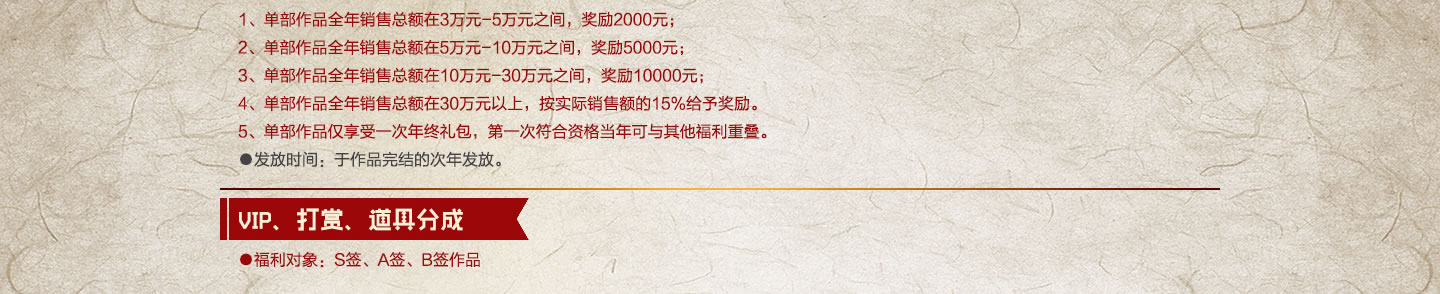 1、单部作品全年销售总额在3万元-5万元之间，奖励2000元；
2、单部作品全年销售总额在5万元-10万元之间，奖励5000元；
3、单部作品全年销售总额在10万元-30万元之间，奖励10000元；
4、单部作品全年销售总额在30万元以上，按实际销售额的15%给予奖励。
5、单部作品仅享受一次年终礼包，第一次符合资格当年可与其他福利重叠。
●发放时间：于作品完结的次年发放。
VIP、打赏、道具分成
●福利对象：S签、A签、B签作品